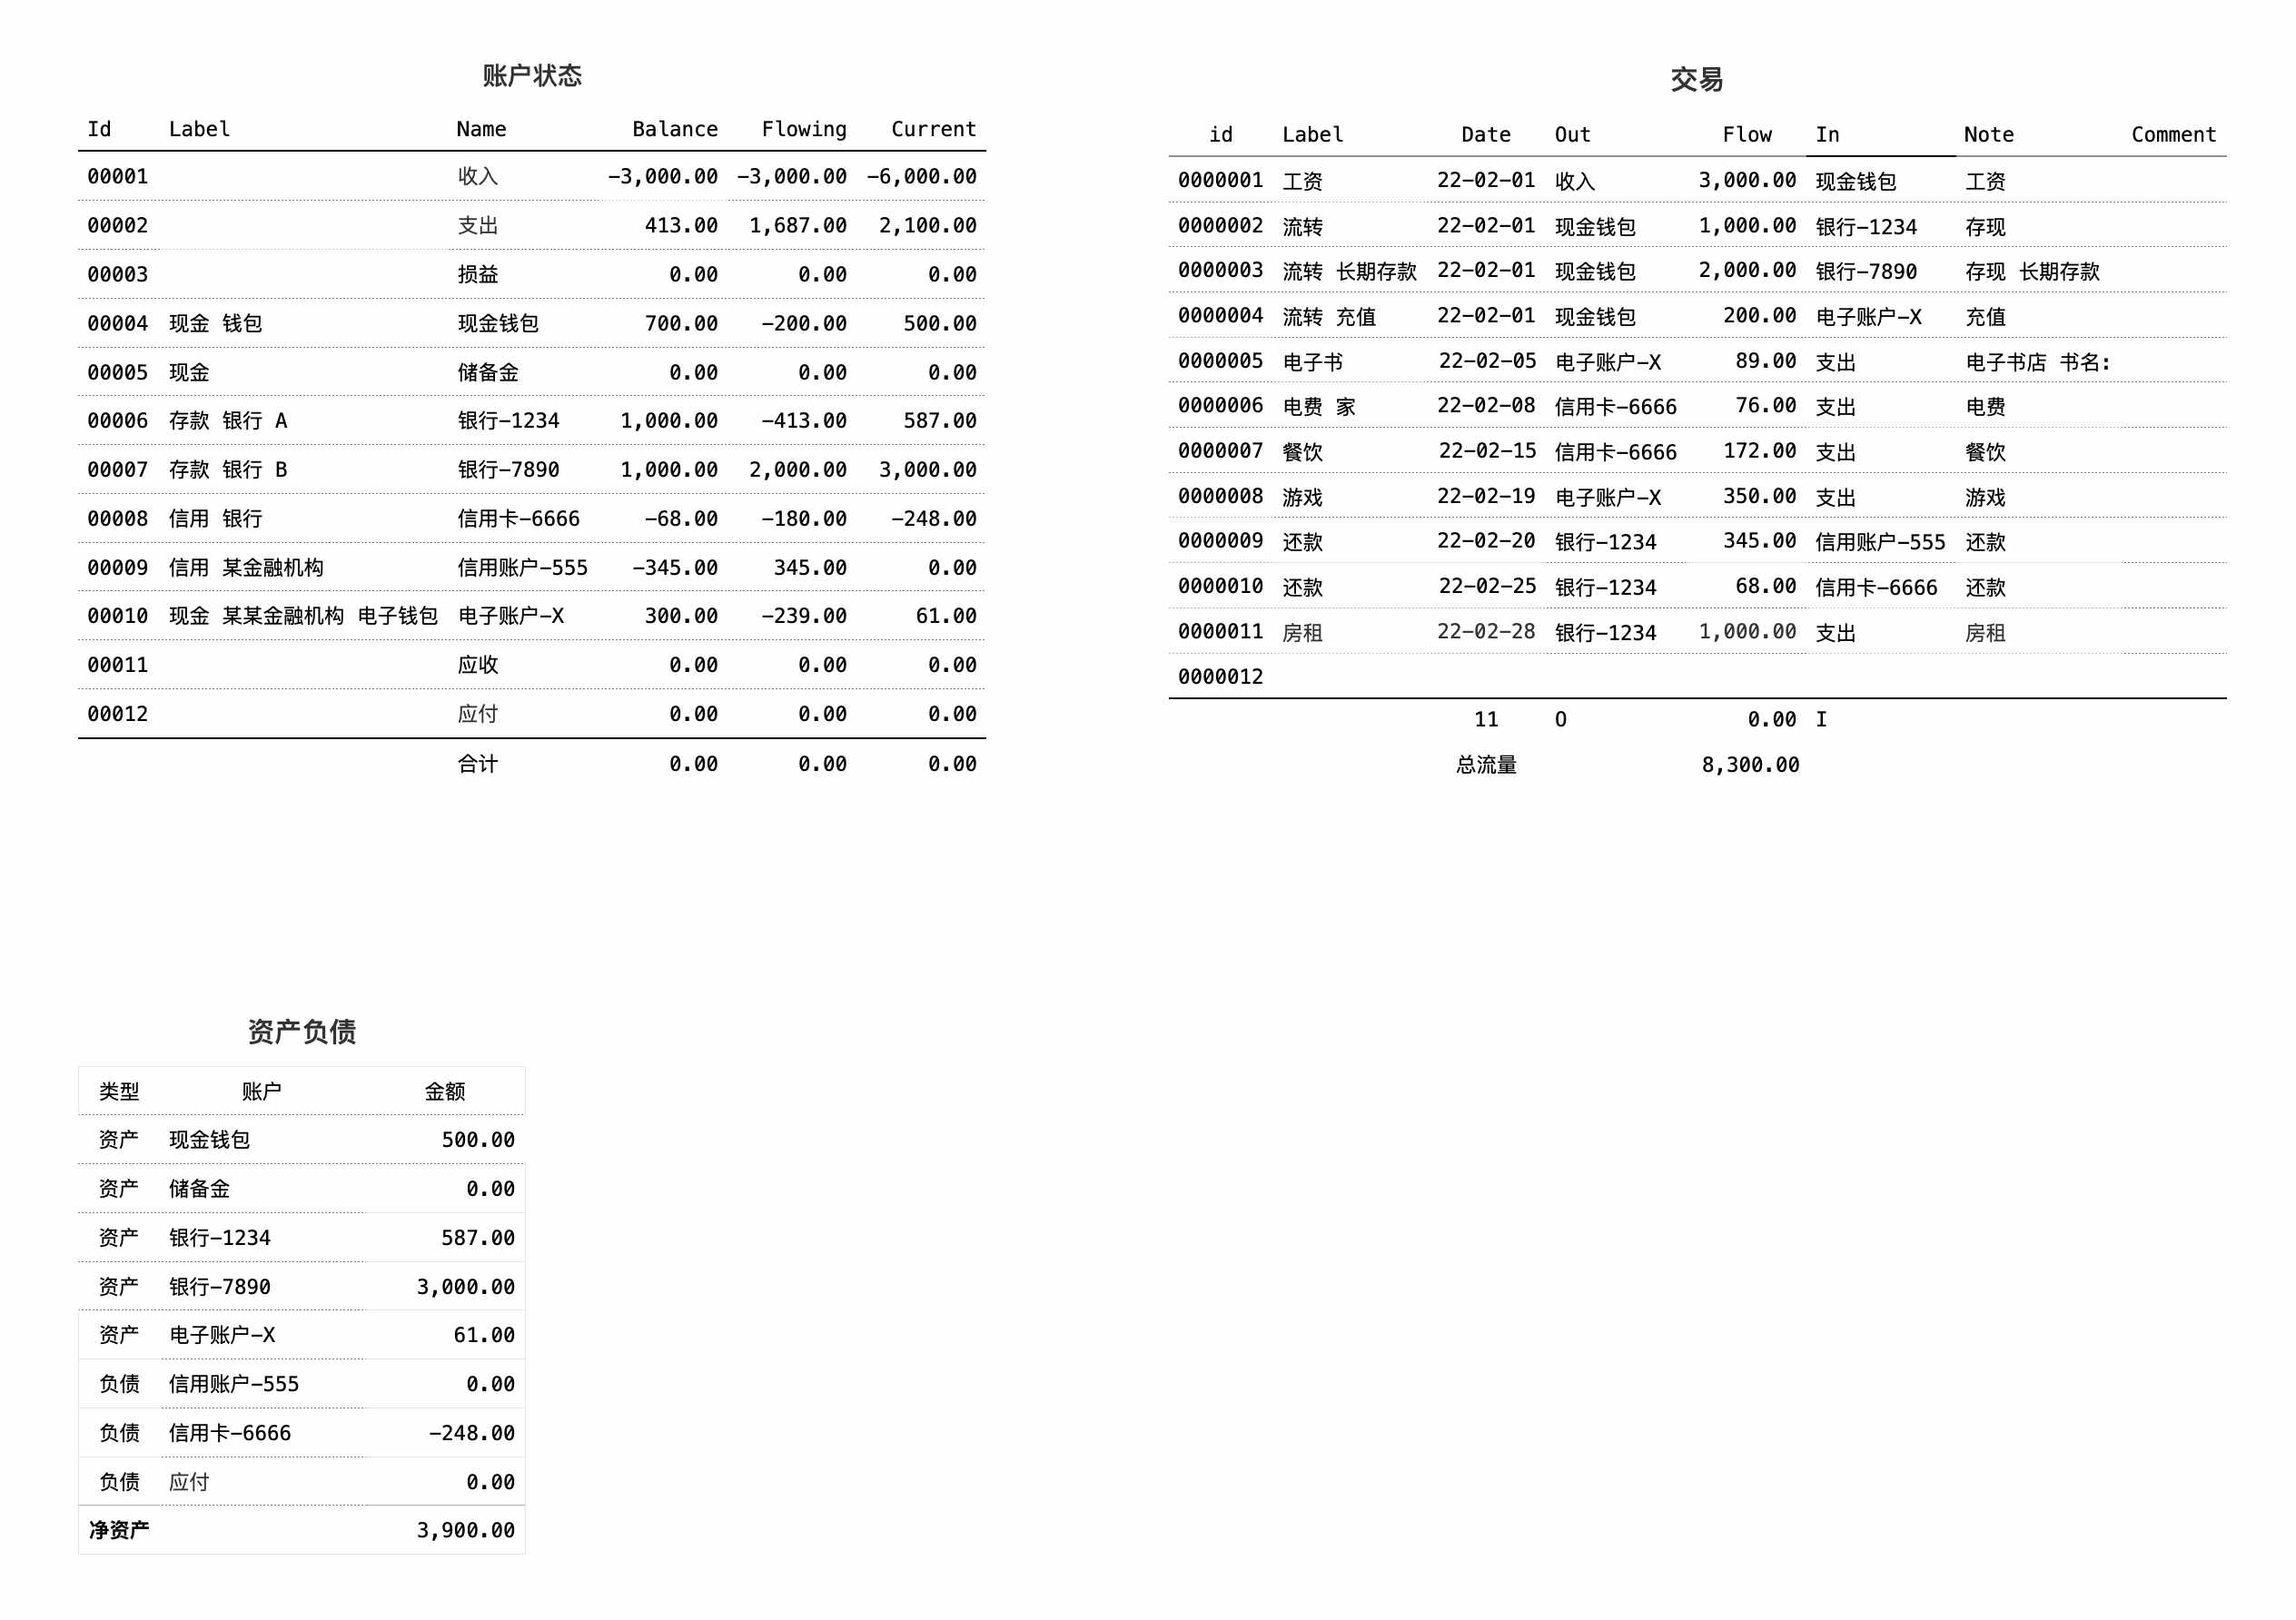 账户状态
Id Label Name Balance Flowing Current
00001 收入 -3,000.00 -3,000.00 -6,000.00
00002 支出 413.00 1,687.00 2,100.00
00003 损益 0.00 0.00 0.00
00004 现金 钱包 现金钱包 700.00 -200.00 500.00
00005 现金 储备金 0.00 0.00 0.00
00006 存款 银行 A 银行-1234 1,000.00 -413.00 587.00
00007 存款 银行 B 银行-7890 1,000.00 2,000.00 3,000.00
00008 信用 银行 信用卡-6666 -68.00 -180.00 -248.00
00009 信用 某金融机构 信用账户-555 -345.00 345.00 0.00
00010 现金 某某金融机构 电子钱包 电子账户-X 300.00 -239.00 61.00
00011 应收 0.00 0.00 0.00
00012 应付 0.00 0.00 0.00
合计 0.00 0.00 0.00
交易
id Label Date Out Flow In Note Comment
0000001 工资 22-02-01 收入 3,000.00 现金钱包 工资
0000002 流转 22-02-01 现金钱包 1,000.00 银行-1234 存现
0000003 流转 长期存款 22-02-01 现金钱包 2,000.00 银行-7890 存现 长期存款
0000004 流转 充值 22-02-01 现金钱包 200.00 电子账户-X 充值
0000005 电子书 22-02-05 电子账户-X 89.00 支出 电子书店 书名:
0000006 电费 家 22-02-08 信用卡-6666 76.00 支出 电费
0000007 餐饮 22-02-15 信用卡-6666 172.00 支出 餐饮
0000008 游戏 22-02-19 电子账户-X 350.00 支出 游戏
0000009 还款 22-02-20 银行-1234 345.00 信用账户-555 还款
0000010 还款 22-02-25 银行-1234 68.00 信用卡-6666 还款
0000011 房租 22-02-28 银行-1234 1,000.00 支出 房租
0000012
11 O 0.00 I
总流量 8,300.00
资产负债
类型 账户 金额
资产 现金钱包 500.00
资产 储备金 0.00
资产 银行-1234 587.00
资产 银行-7890 3,000.00
资产 电子账户-X 61.00
负债 信用账户-555 0.00
负债 信用卡-6666 -248.00
负债 应付 0.00
净资产 3,900.00